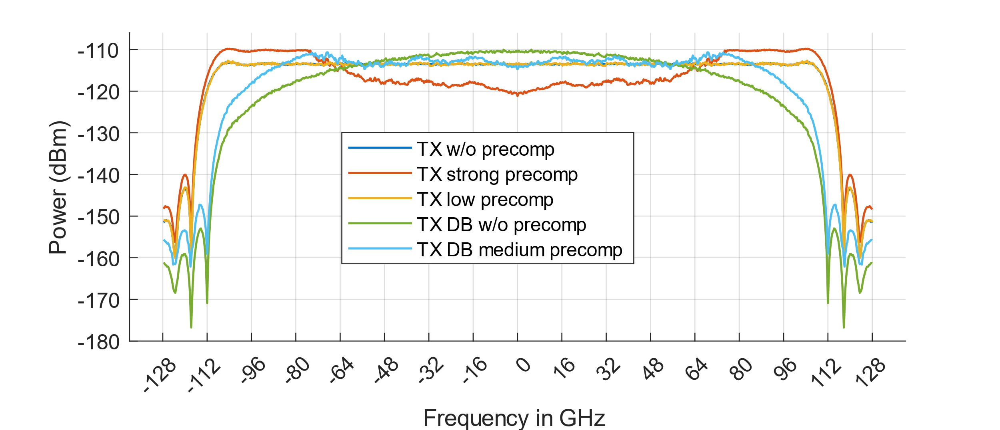 -110
-120
-130
-140
-150
-160
-170
-180
Power (dBm)
TX w/o precomp
TX strong precomp
TX low precomp
TX DB w/o precomp
TX DB medium precomp
-128 -112 -96 -80 -64 -48 -32 -16 0 16 32 48 64 80 96 112 128
Frequency in GHz